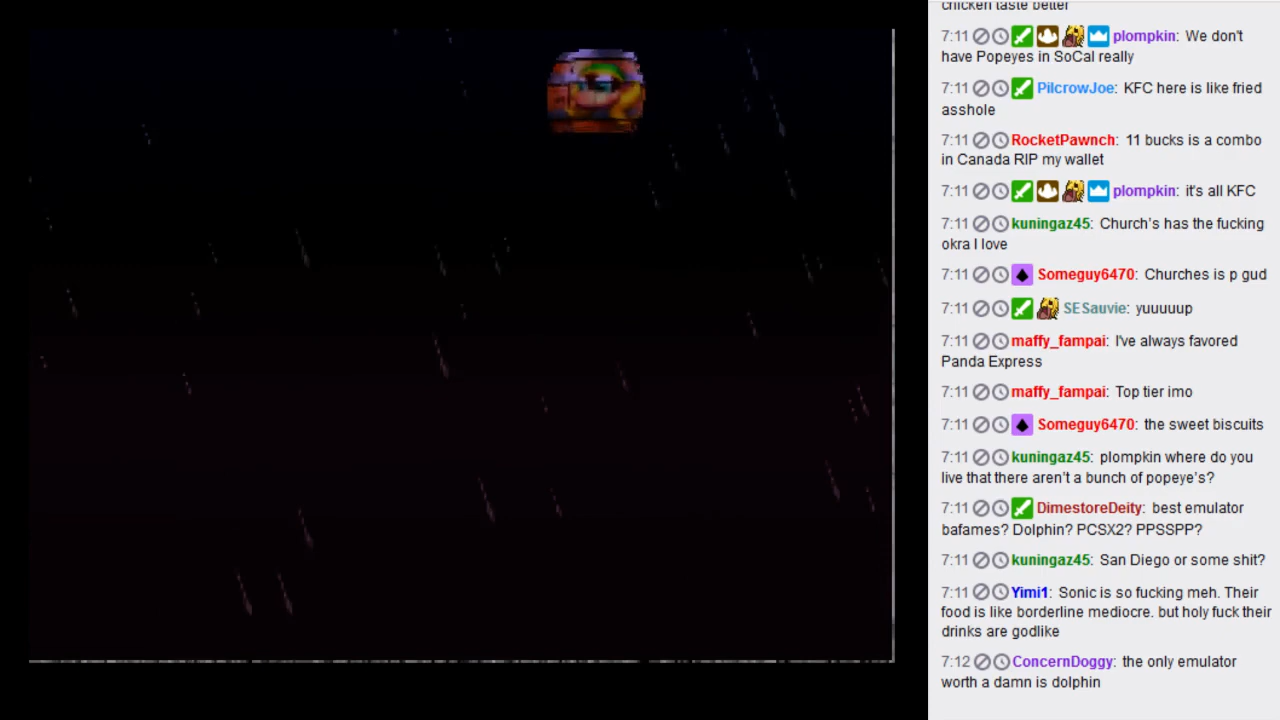 chicken taste better
7:11 plompkin: We don't
have Popeyes in SoCal really
7:11 PilcrowJoe: KFC here is like fried
asshole
7:11 RocketPawnch: 11 bucks is a combo
in Canada RIP my wallet
7:11 plompkin: it's all KFC
7:11 kuningaz45: Church's has the fucking
okra I love
7:11 Someguy6470: Churches is p gud
7:11 SESauvie: yuuuuup
7:11 maffy_fampai: I've always favored
Panda Express
7:11 maffy_fampai: Top tier imo
7:11 Someguy6470: the sweet biscuits
7:11 kuningaz45: plompkin where do you
live that there aren't a bunch of popeye's?
7:11 DimestoreDeity: best emulator
bafames? Dolphin? PCSX2? PPSSPP?
7:11 kuningaz45: San Diego or some shit?
7:11 Yimi1: Sonic is so fucking meh. Their
food is like borderline mediocre. but holy fuck their
drinks are godlike
7:12 ConcernDoggy: the only emulator
worth a damn is dolphin